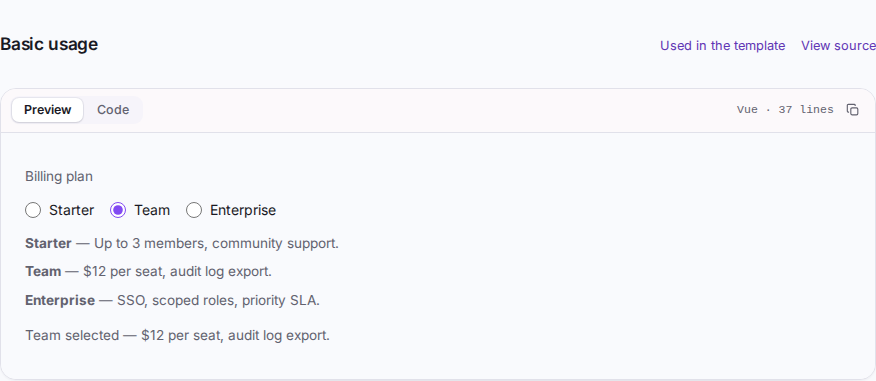 Basic usage
Used in the template
View source
Preview
Code
Vue · 37 lines
Billing plan
Starter
Team
Enterprise
Starter — Up to 3 members, community support.
Team — $12 per seat, audit log export.
Enterprise — SSO, scoped roles, priority SLA.
Team selected — $12 per seat, audit log export.